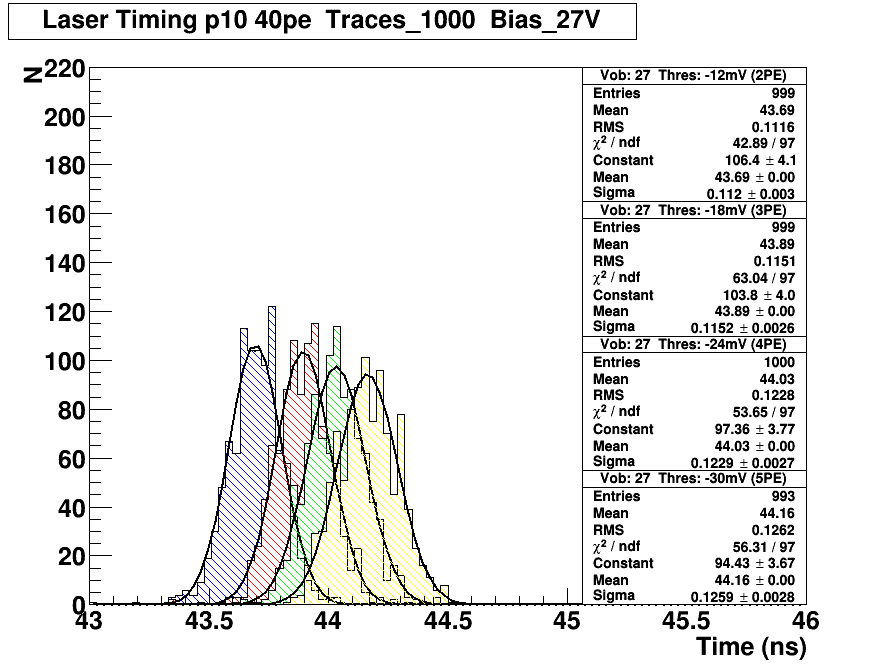 Laser Timing p10 40pe Traces_1000 Bias_27V
N
220
200
180
160
140
120
100
80
60
40
20
0
43
43.5
44
44.5
45
45.5
46
Time (ns)
Vob: 27 Thres: -12mV (2PE)
Entries 999
Mean 43.69
RMS 0.1116
χ² / ndf 42.89 / 97
Constant 106.4 ± 4.1
Mean 43.69 ± 0.00
Sigma 0.112 ± 0.003
Vob: 27 Thres: -18mV (3PE)
Entries 999
Mean 43.89
RMS 0.1151
χ² / ndf 63.04 / 97
Constant 103.8 ± 4.0
Mean 43.89 ± 0.00
Sigma 0.1152 ± 0.0026
Vob: 27 Thres: -24mV (4PE)
Entries 1000
Mean 44.03
RMS 0.1228
χ² / ndf 53.65 / 97
Constant 97.36 ± 3.77
Mean 44.03 ± 0.00
Sigma 0.1229 ± 0.0027
Vob: 27 Thres: -30mV (5PE)
Entries 993
Mean 44.16
RMS 0.1262
χ² / ndf 56.31 / 97
Constant 94.43 ± 3.67
Mean 44.16 ± 0.00
Sigma 0.1259 ± 0.0028